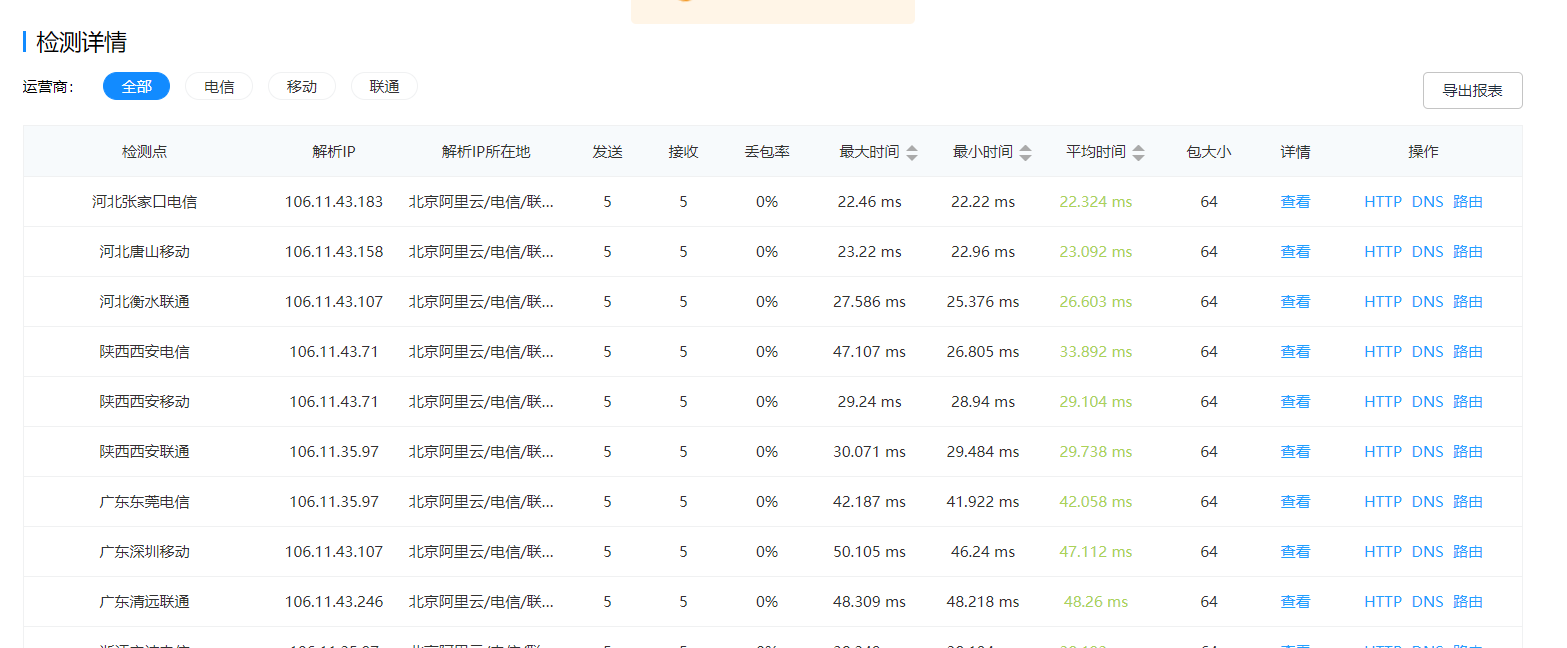 检测详情
运营商： 全部 电信 移动 联通
导出报表
检测点 解析IP 解析IP所在地 发送 接收 丢包率 最大时间 最小时间 平均时间 包大小 详情 操作
河北张家口电信 106.11.43.183 北京阿里云/电信/联... 5 5 0% 22.46 ms 22.22 ms 22.324 ms 64 查看 HTTP DNS 路由
河北唐山移动 106.11.43.158 北京阿里云/电信/联... 5 5 0% 23.22 ms 22.96 ms 23.092 ms 64 查看 HTTP DNS 路由
河北衡水联通 106.11.43.107 北京阿里云/电信/联... 5 5 0% 27.586 ms 25.376 ms 26.603 ms 64 查看 HTTP DNS 路由
陕西西安电信 106.11.43.71 北京阿里云/电信/联... 5 5 0% 47.107 ms 26.805 ms 33.892 ms 64 查看 HTTP DNS 路由
陕西西安移动 106.11.43.71 北京阿里云/电信/联... 5 5 0% 29.24 ms 28.94 ms 29.104 ms 64 查看 HTTP DNS 路由
陕西西安联通 106.11.35.97 北京阿里云/电信/联... 5 5 0% 30.071 ms 29.484 ms 29.738 ms 64 查看 HTTP DNS 路由
广东东莞电信 106.11.35.97 北京阿里云/电信/联... 5 5 0% 42.187 ms 41.922 ms 42.058 ms 64 查看 HTTP DNS 路由
广东深圳移动 106.11.43.107 北京阿里云/电信/联... 5 5 0% 50.105 ms 46.24 ms 47.112 ms 64 查看 HTTP DNS 路由
广东清远联通 106.11.43.246 北京阿里云/电信/联... 5 5 0% 48.309 ms 48.218 ms 48.26 ms 64 查看 HTTP DNS 路由